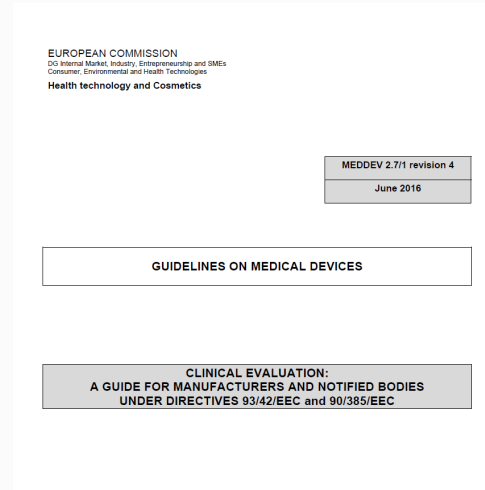 EUROPEAN COMMISSION
DG Internal Market, Industry, Entrepreneurship and SMEs
Consumer, Environmental and Health Technologies
Health technology and Cosmetics
MEDDEV 2.7/1 revision 4
June 2016
GUIDELINES ON MEDICAL DEVICES
CLINICAL EVALUATION:
A GUIDE FOR MANUFACTURERS AND NOTIFIED BODIES
UNDER DIRECTIVES 93/42/EEC and 90/385/EEC